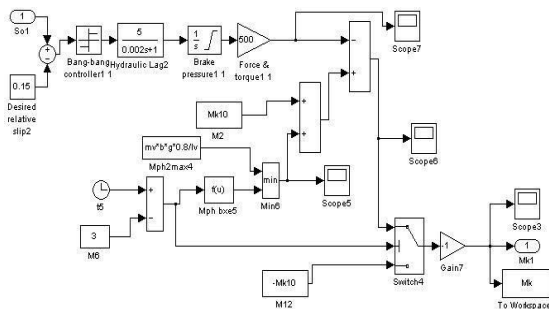 1
So1
0.15
Desired
relative
slip2
Bang-bang
controller1 1
5
0.002s+1
Hydraulic Lag2
1
s
Brake
pressure1 1
500
Force &
torque1 1
Scope7
Mk10
M2
mv*b*g*0.8/lv
Mph2max4
t5
3
M6
f(u)
Mph bxe5
min
Min6
Scope5
Scope6
-Mk10
M12
Switch4
-1
Gain7
Scope3
1
Mk1
Mk
To Workspace